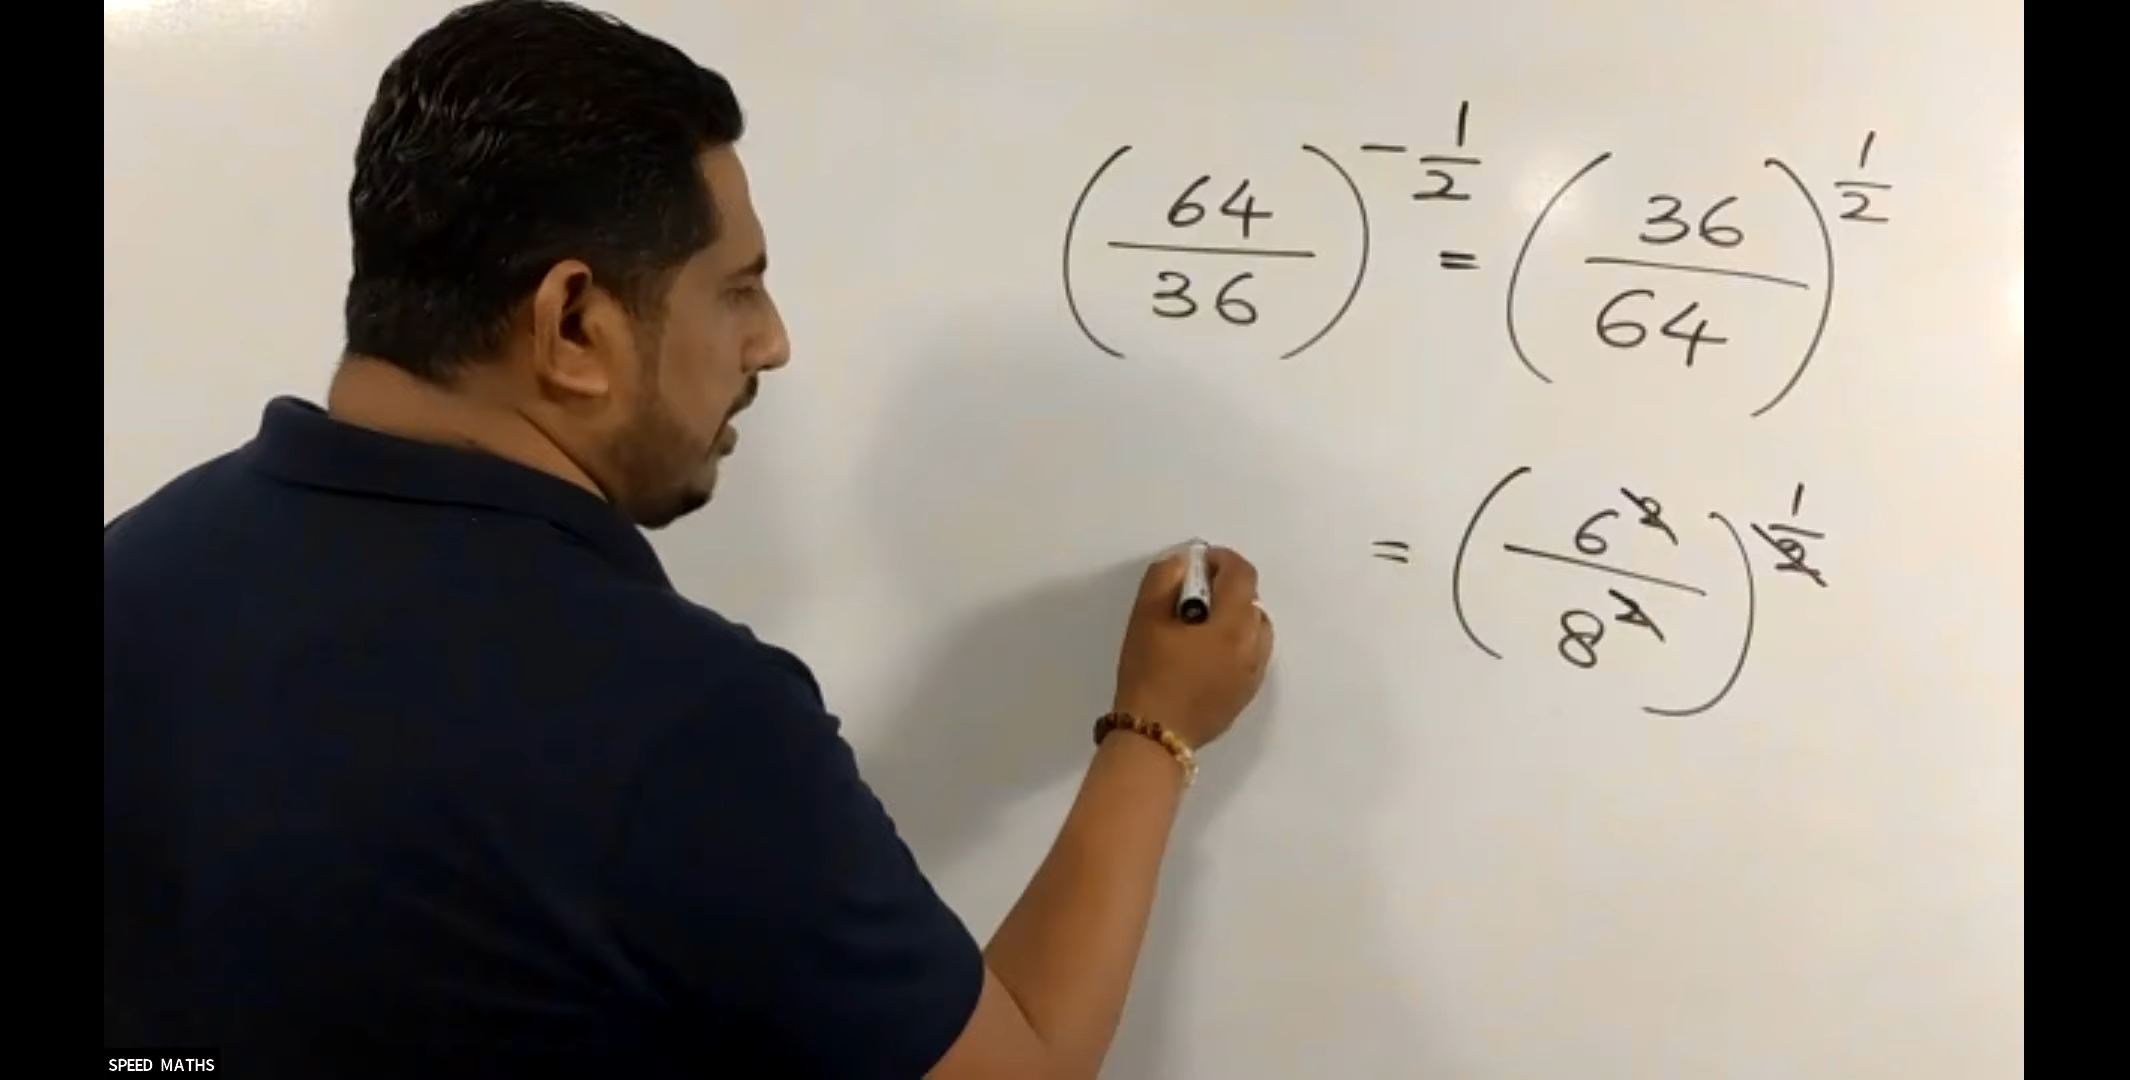 (64/36)^(-1/2) = (36/64)^(1/2)
= (6^2/8^2)^(1/2)
SPEED MATHS